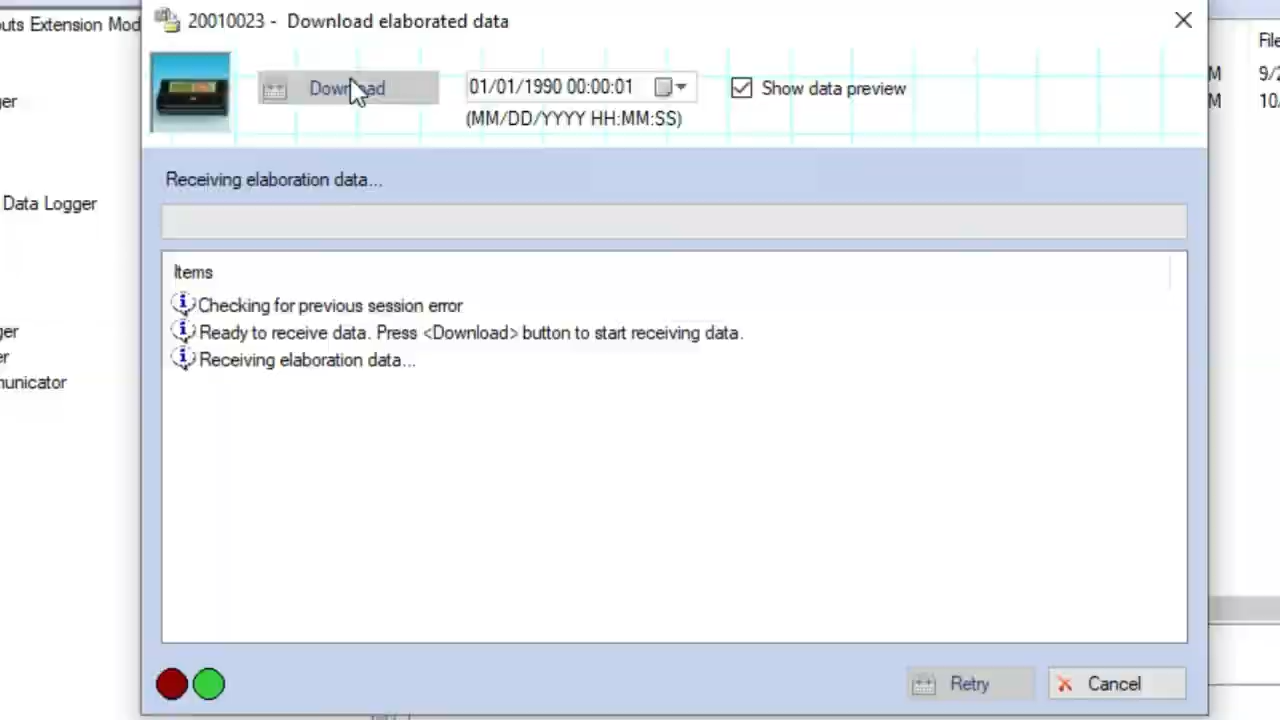 20010023 - Download elaborated data
Download
01/01/1990 00:00:01
Show data preview
(MM/DD/YYYY HH:MM:SS)
Receiving elaboration data...
Items
Checking for previous session error
Ready to receive data. Press <Download> button to start receiving data.
Receiving elaboration data...
Retry
Cancel
uts Extension Mod
ger
Data Logger
ger
er
unicator
File
M
9/2
M
10/